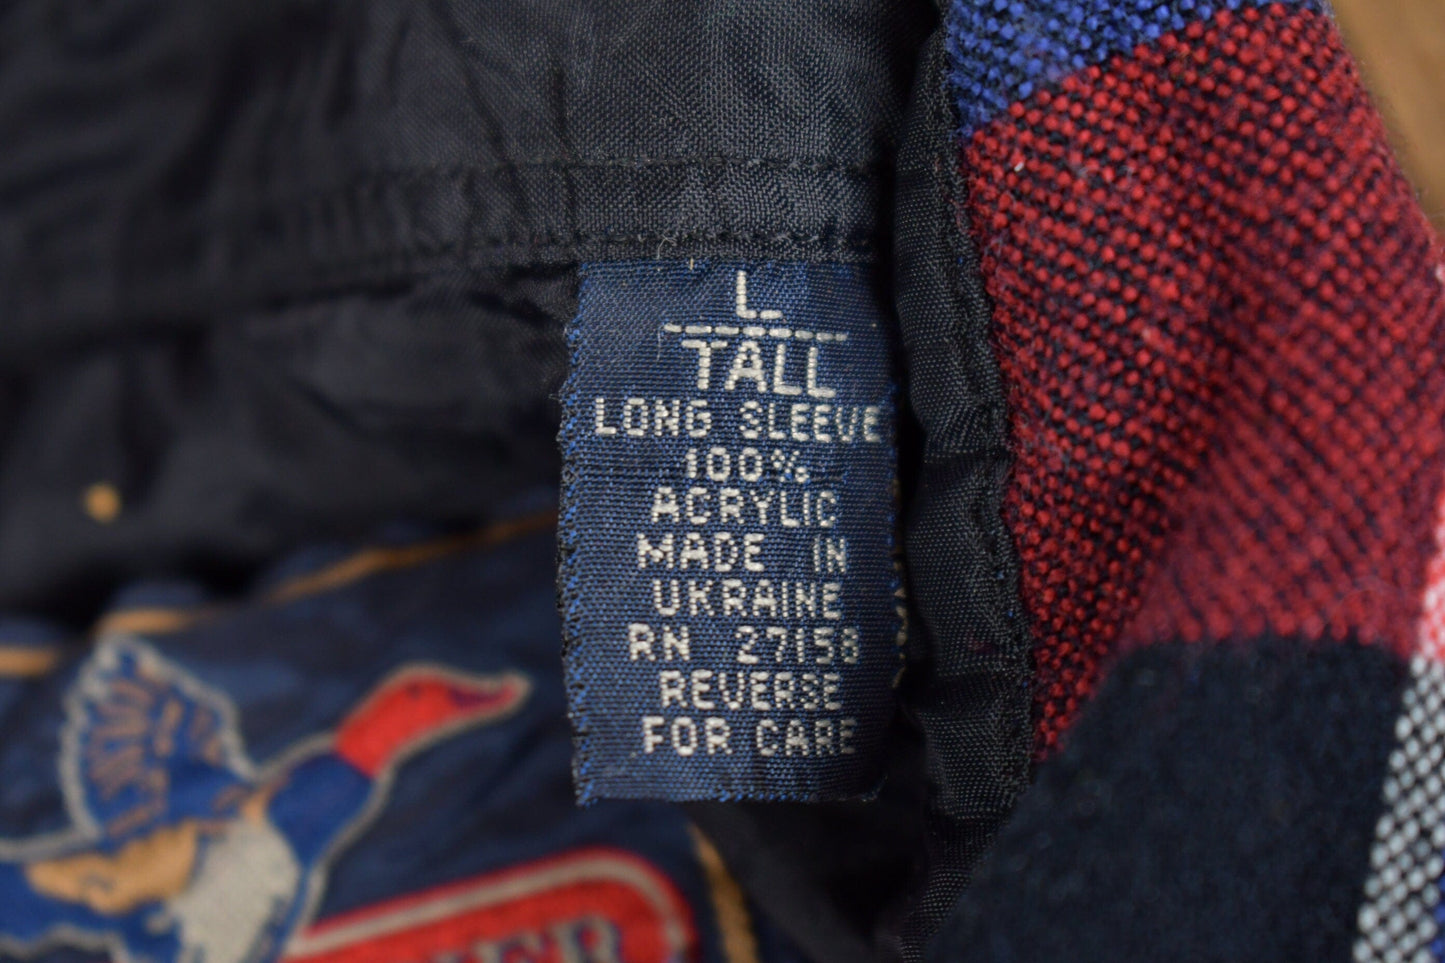 L
TALL
LONG SLEEVE
100%
ACRYLIC
MADE IN
UKRAINE
RN 27158
REVERSE
FOR CARE